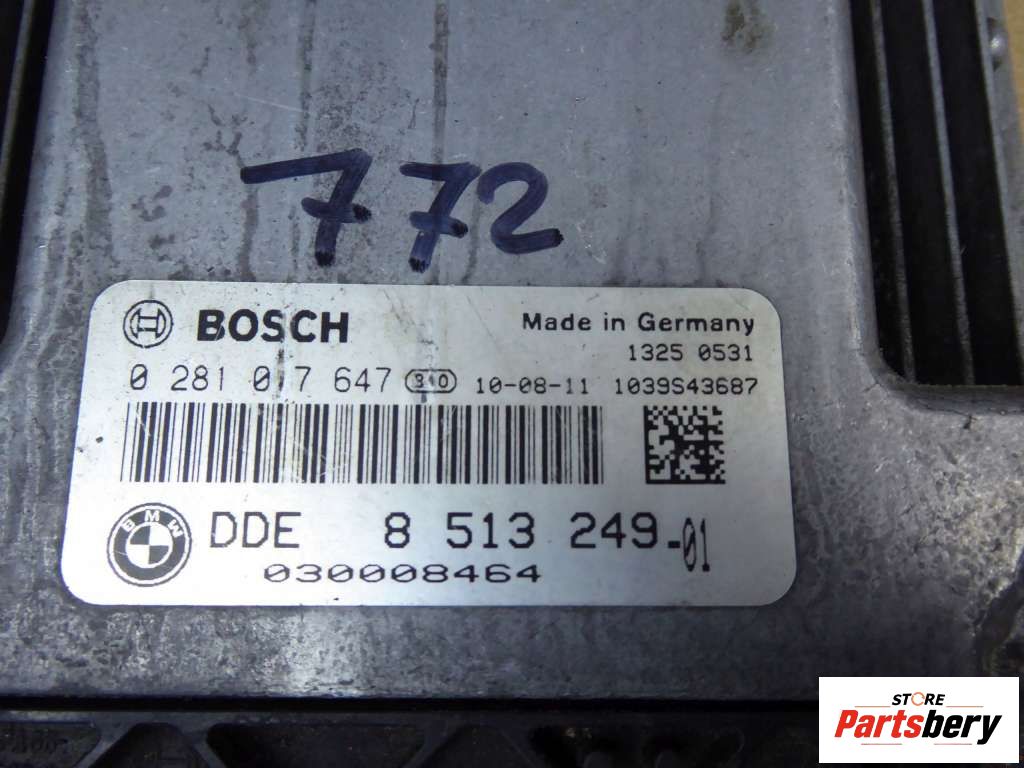 772
BOSCH
Made in Germany
1325 0531
0 281 017 647 10-08-11 1039S43687
BMW
DDE 8 513 249-01
030008464
STORE
Partsbery